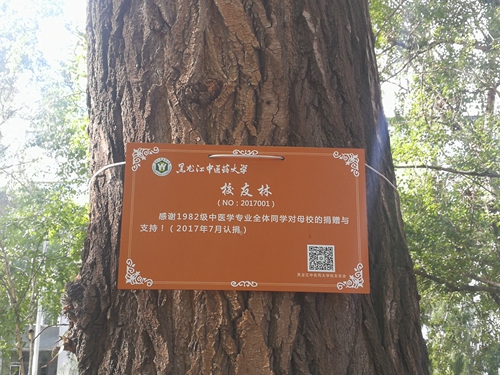 黑龙江中医药大学
校友林
(NO:2017001)
感谢1982级中医学专业全体同学对母校的捐赠与
支持！(2017年7月认捐)